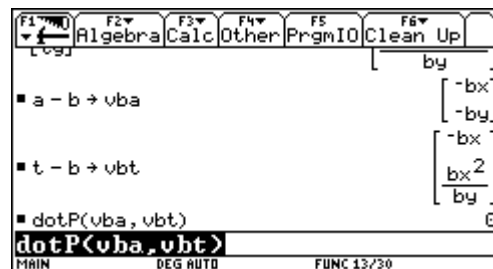 F1 F2 F3 F4 F5 F6
Algebra Calc Other PrgmIO Clean Up
by
a - b → vba
[-bx
-by]
t - b → vbt
[-bx
bx²
by]
dotP(vba,vbt)
dotP(vba,vbt)
MAIN DEG AUTO FUNC 13/30